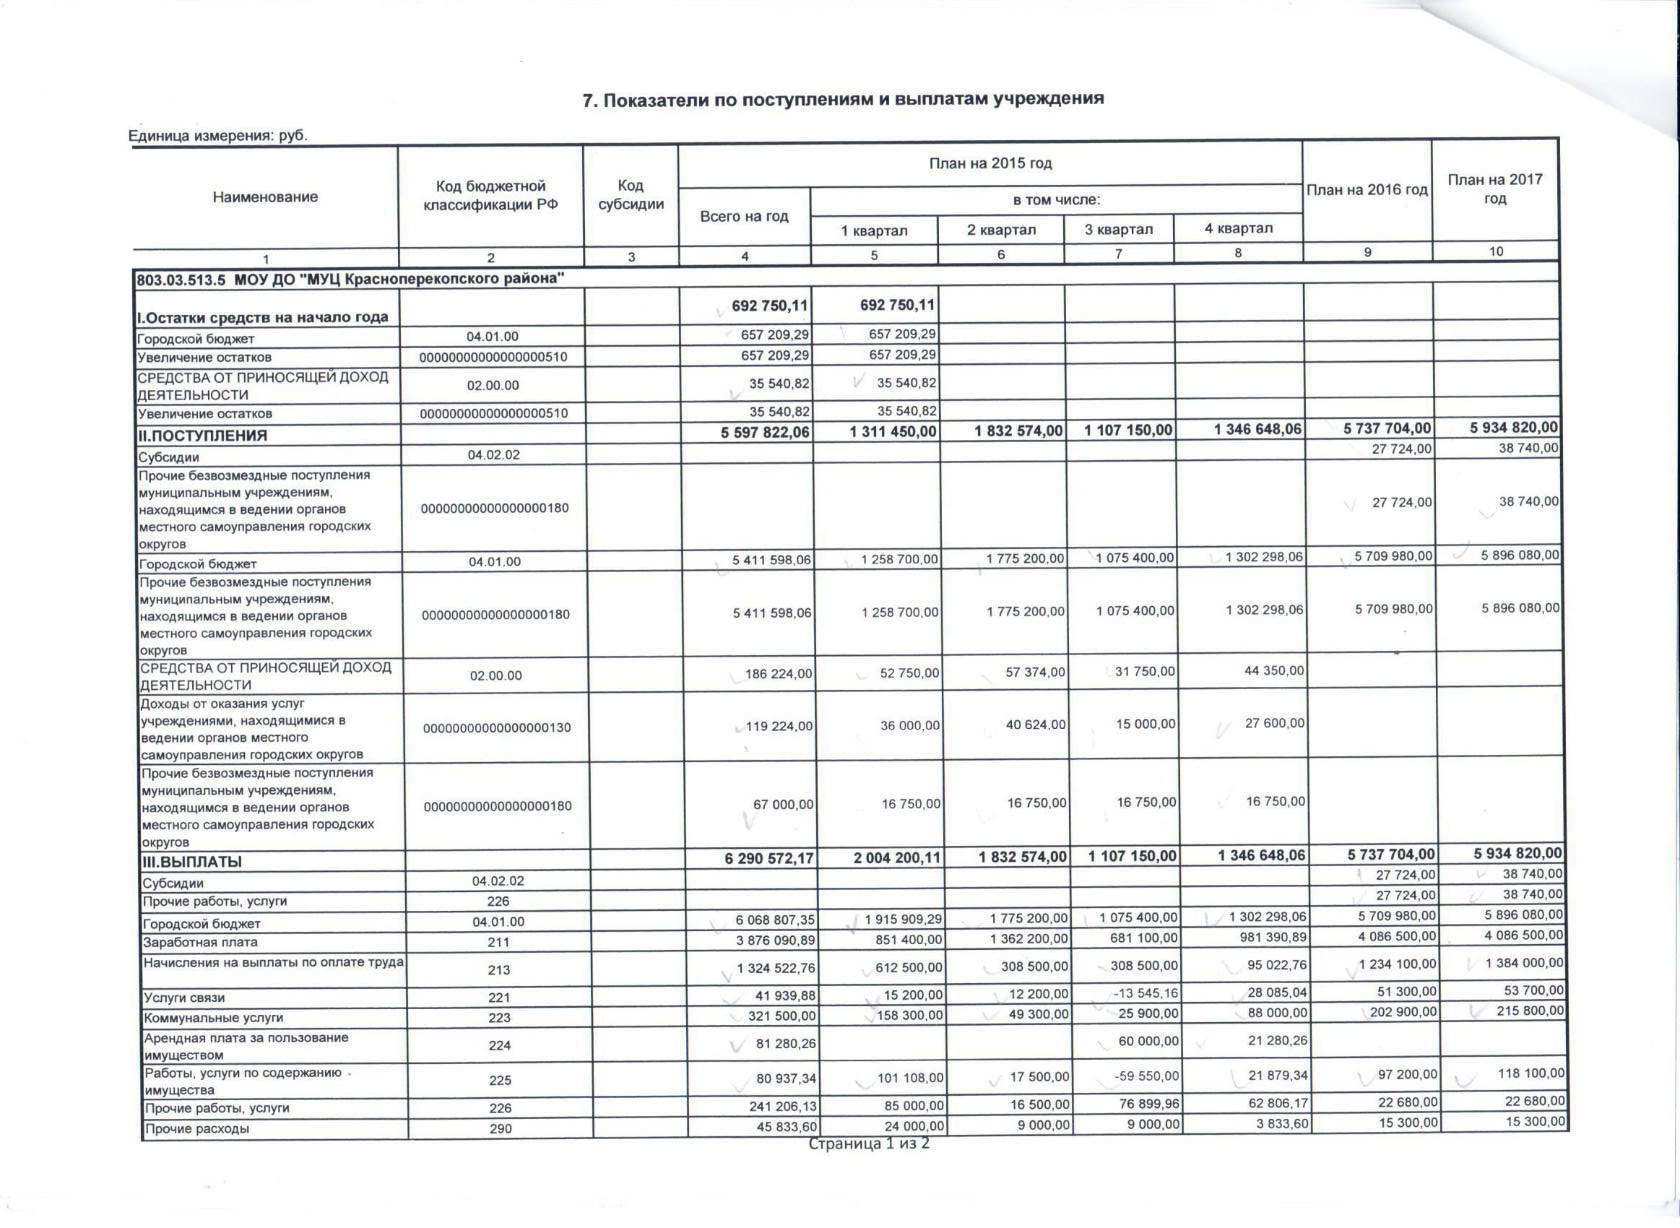 7. Показатели по поступлениям и выплатам учреждения
Единица измерения: руб.
Наименование
Код бюджетной классификации РФ
Код субсидии
План на 2015 год
План на 2016 год
План на 2017 год
Всего на год
в том числе:
1 квартал 2 квартал 3 квартал 4 квартал
1 2 3 4 5 6 7 8 9 10
803.03.513.5 МОУ ДО "МУЦ Красноперекопского района"
I.Остатки средств на начало года 692 750,11 692 750,11
Городской бюджет 04.01.00 657 209,29 657 209,29
Увеличение остатков 00000000000000000510 657 209,29 657 209,29
СРЕДСТВА ОТ ПРИНОСЯЩЕЙ ДОХОД
ДЕЯТЕЛЬНОСТИ 02.00.00 35 540,82 35 540,82
Увеличение остатков 00000000000000000510 35 540,82 35 540,82
II.ПОСТУПЛЕНИЯ 5 597 822,06 1 311 450,00 1 832 574,00 1 107 150,00 1 346 648,06 5 737 704,00 5 934 820,00
Субсидии 04.02.02 27 724,00 38 740,00
Прочие безвозмездные поступления
муниципальным учреждениям,
находящимся в ведении органов
местного самоуправления городских
округов 00000000000000000180 27 724,00 38 740,00
Городской бюджет 04.01.00 5 411 598,06 1 258 700,00 1 775 200,00 1 075 400,00 1 302 298,06 5 709 980,00 5 896 080,00
Прочие безвозмездные поступления
муниципальным учреждениям,
находящимся в ведении органов
местного самоуправления городских
округов 00000000000000000180 5 411 598,06 1 258 700,00 1 775 200,00 1 075 400,00 1 302 298,06 5 709 980,00 5 896 080,00
СРЕДСТВА ОТ ПРИНОСЯЩЕЙ ДОХОД
ДЕЯТЕЛЬНОСТИ 02.00.00 186 224,00 52 750,00 57 374,00 31 750,00 44 350,00
Доходы от оказания услуг
учреждениями, находящимися в
ведении органов местного
самоуправления городских округов 00000000000000000130 119 224,00 36 000,00 40 624,00 15 000,00 27 600,00
Прочие безвозмездные поступления
муниципальным учреждениям,
находящимся в ведении органов
местного самоуправления городских
округов 00000000000000000180 67 000,00 16 750,00 16 750,00 16 750,00 16 750,00
III.ВЫПЛАТЫ 6 290 572,17 2 004 200,11 1 832 574,00 1 107 150,00 1 346 648,06 5 737 704,00 5 934 820,00
Субсидии 04.02.02 27 724,00 38 740,00
Прочие работы, услуги 226 27 724,00 38 740,00
Городской бюджет 04.01.00 6 068 807,35 1 915 909,29 1 775 200,00 1 075 400,00 1 302 298,06 5 709 980,00 5 896 080,00
Заработная плата 211 3 876 090,89 851 400,00 1 362 200,00 681 100,00 981 390,89 4 086 500,00 4 086 500,00
Начисления на выплаты по оплате труда 213 1 324 522,76 612 500,00 308 500,00 308 500,00 95 022,76 1 234 100,00 1 384 000,00
Услуги связи 221 41 939,88 15 200,00 12 200,00 -13 545,16 28 085,04 51 300,00 53 700,00
Коммунальные услуги 223 321 500,00 158 300,00 49 300,00 25 900,00 88 000,00 202 900,00 215 800,00
Арендная плата за пользование
имуществом 224 81 280,26 60 000,00 21 280,26
Работы, услуги по содержанию
имущества 225 80 937,34 101 108,00 17 500,00 -59 550,00 21 879,34 97 200,00 118 100,00
Прочие работы, услуги 226 241 206,13 85 000,00 16 500,00 76 899,96 62 806,17 22 680,00 22 680,00
Прочие расходы 290 45 833,60 24 000,00 9 000,00 9 000,00 3 833,60 15 300,00 15 300,00
Страница 1 из 2